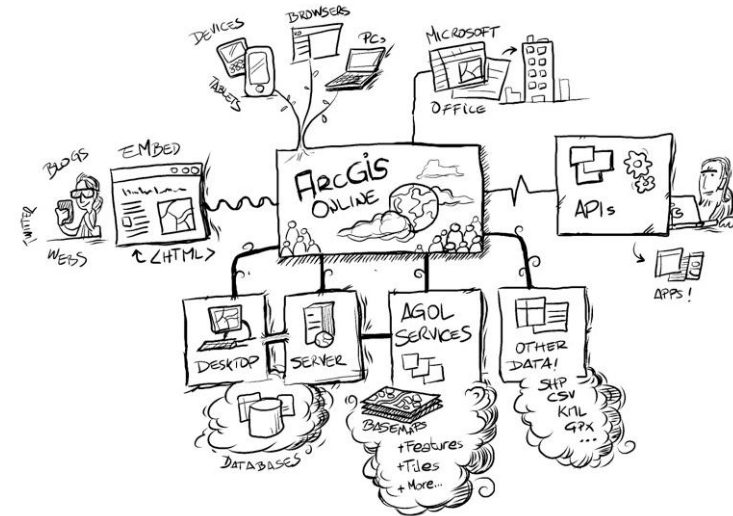 DEVICES
TABLETS
BROWSERS
PCs
MICROSOFT
OFFICE
BLOGS
TWITTER
WEBS
EMBED
<HTML>
ARCGIS
ONLINE
APIs
APPS!
DESKTOP
SERVER
DATABASES
AGOL
SERVICES
BASEMAPS
+Features
+Tiles
+ More...
OTHER
DATA!
SHP
CSV
KML
GPX
...